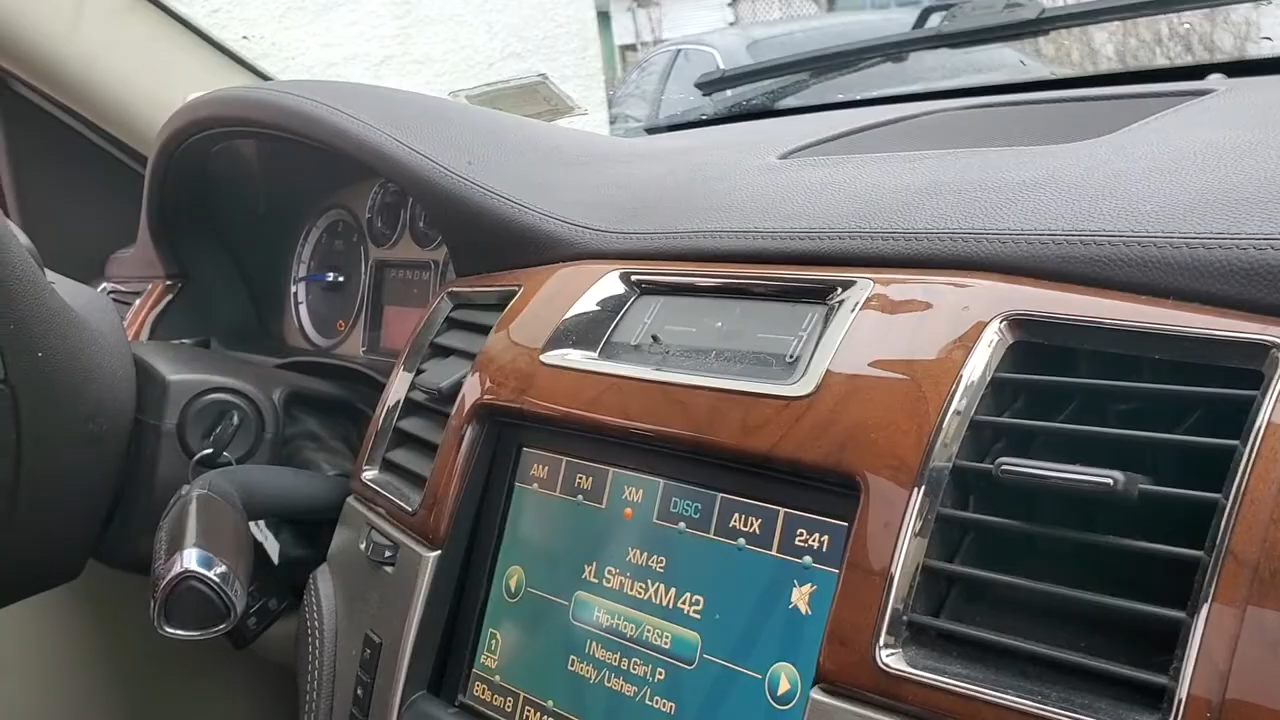 PRNDM
AM FM XM DISC AUX 2:41
XM 42
xL SiriusXM 42
Hip-Hop/R&B
I Need a Girl, P
Diddy/Usher/Loon
1
FAV
80s on 8